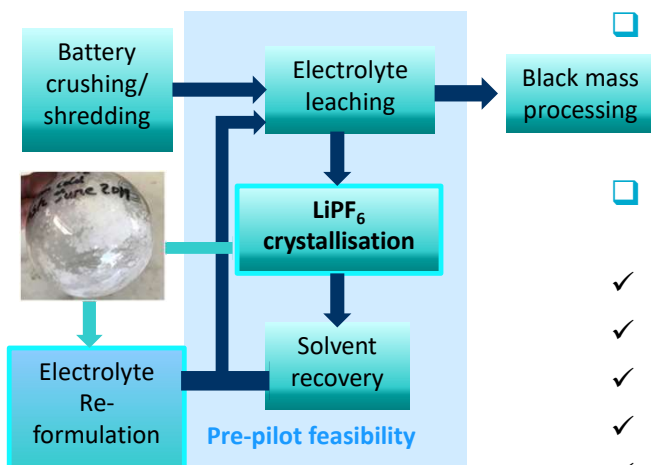 Battery
crushing/
shredding
Electrolyte
leaching
Black mass
processing
LiPF₆
crystallisation
Solvent
recovery
Electrolyte
Re-
formulation
Pre-pilot feasibility